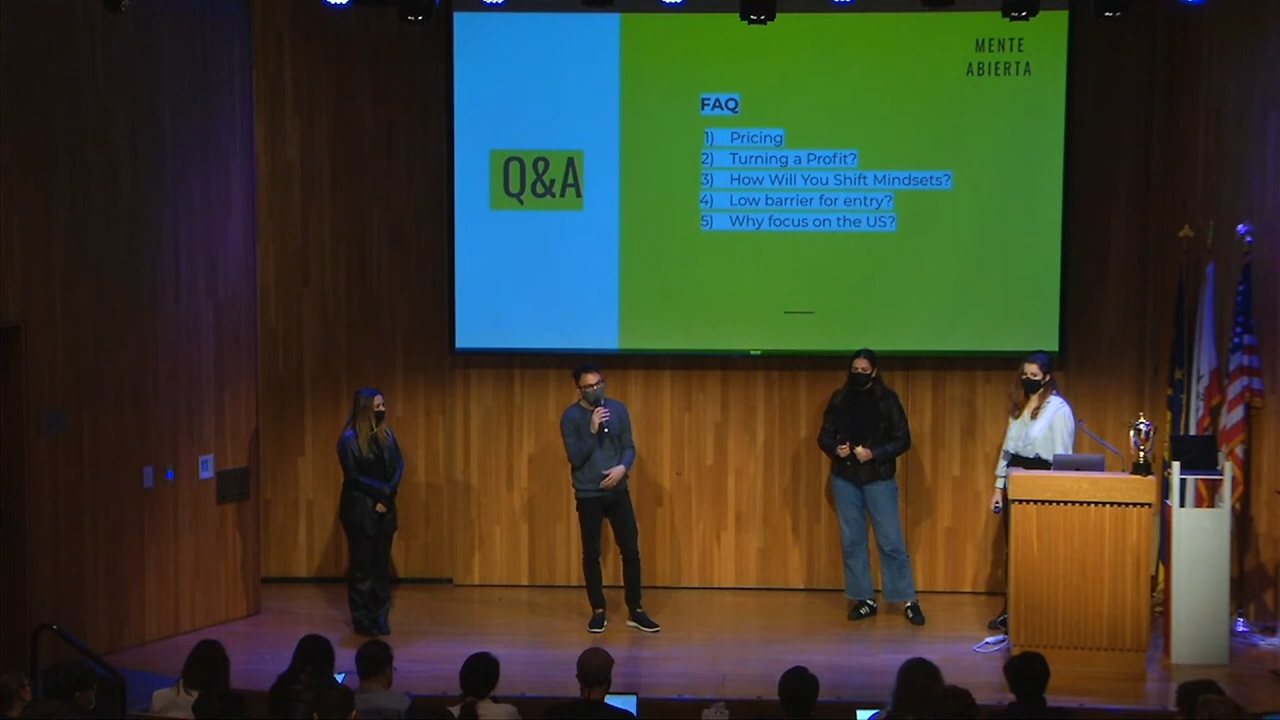 MENTE
ABIERTA
FAQ
Q&A
1) Pricing
2) Turning a Profit?
3) How Will You Shift Mindsets?
4) Low barrier for entry?
5) Why focus on the US?